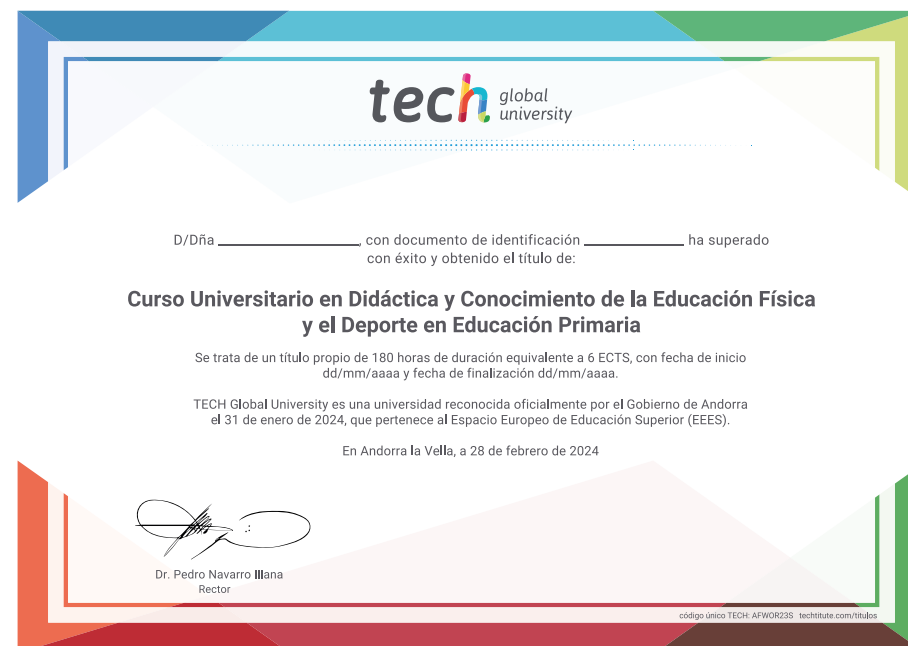 tech global
university
D/Dña ____________________, con documento de identificación ______________ ha superado
con éxito y obtenido el título de:
Curso Universitario en Didáctica y Conocimiento de la Educación Física
y el Deporte en Educación Primaria
Se trata de un título propio de 180 horas de duración equivalente a 6 ECTS, con fecha de inicio
dd/mm/aaaa y fecha de finalización dd/mm/aaaa.
TECH Global University es una universidad reconocida oficialmente por el Gobierno de Andorra
el 31 de enero de 2024, que pertenece al Espacio Europeo de Educación Superior (EEES).
En Andorra la Vella, a 28 de febrero de 2024
Dr. Pedro Navarro Illana
Rector
código único TECH: AFWOR23S techtitute.com/titulos